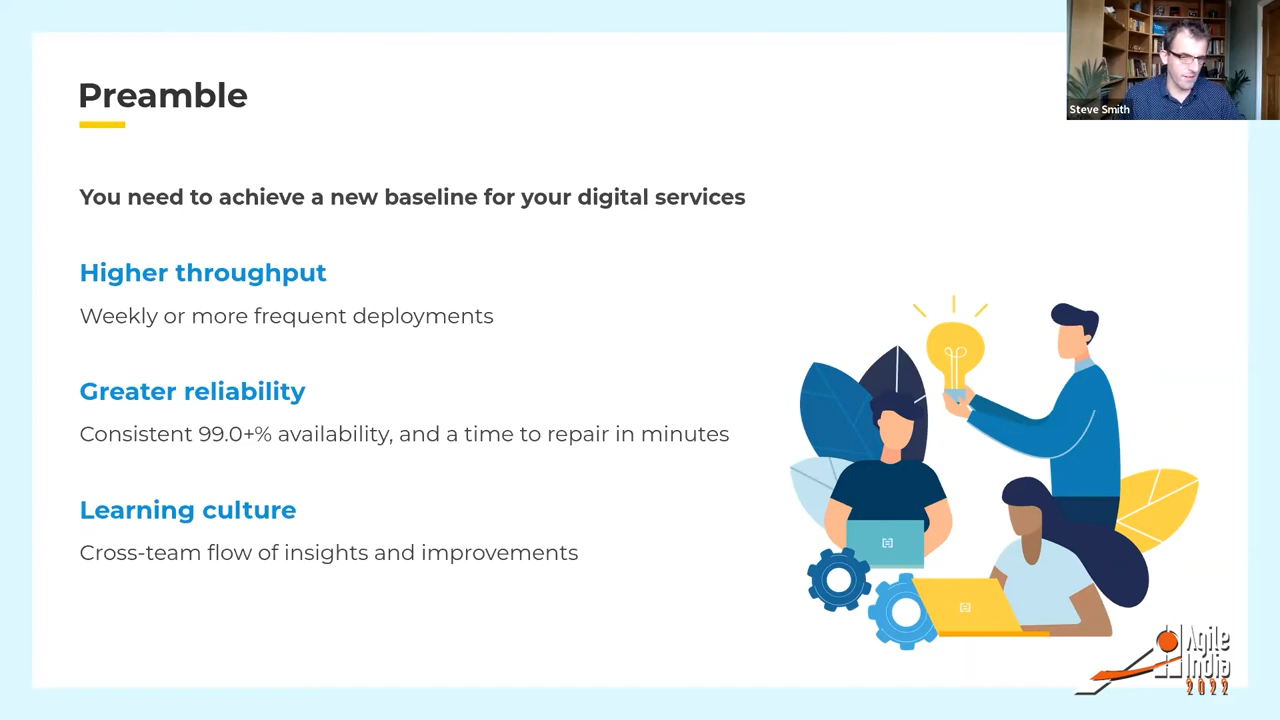 Preamble
Steve Smith
You need to achieve a new baseline for your digital services
Higher throughput
Weekly or more frequent deployments
Greater reliability
Consistent 99.0+% availability, and a time to repair in minutes
Learning culture
Cross-team flow of insights and improvements
Agile
India
2022